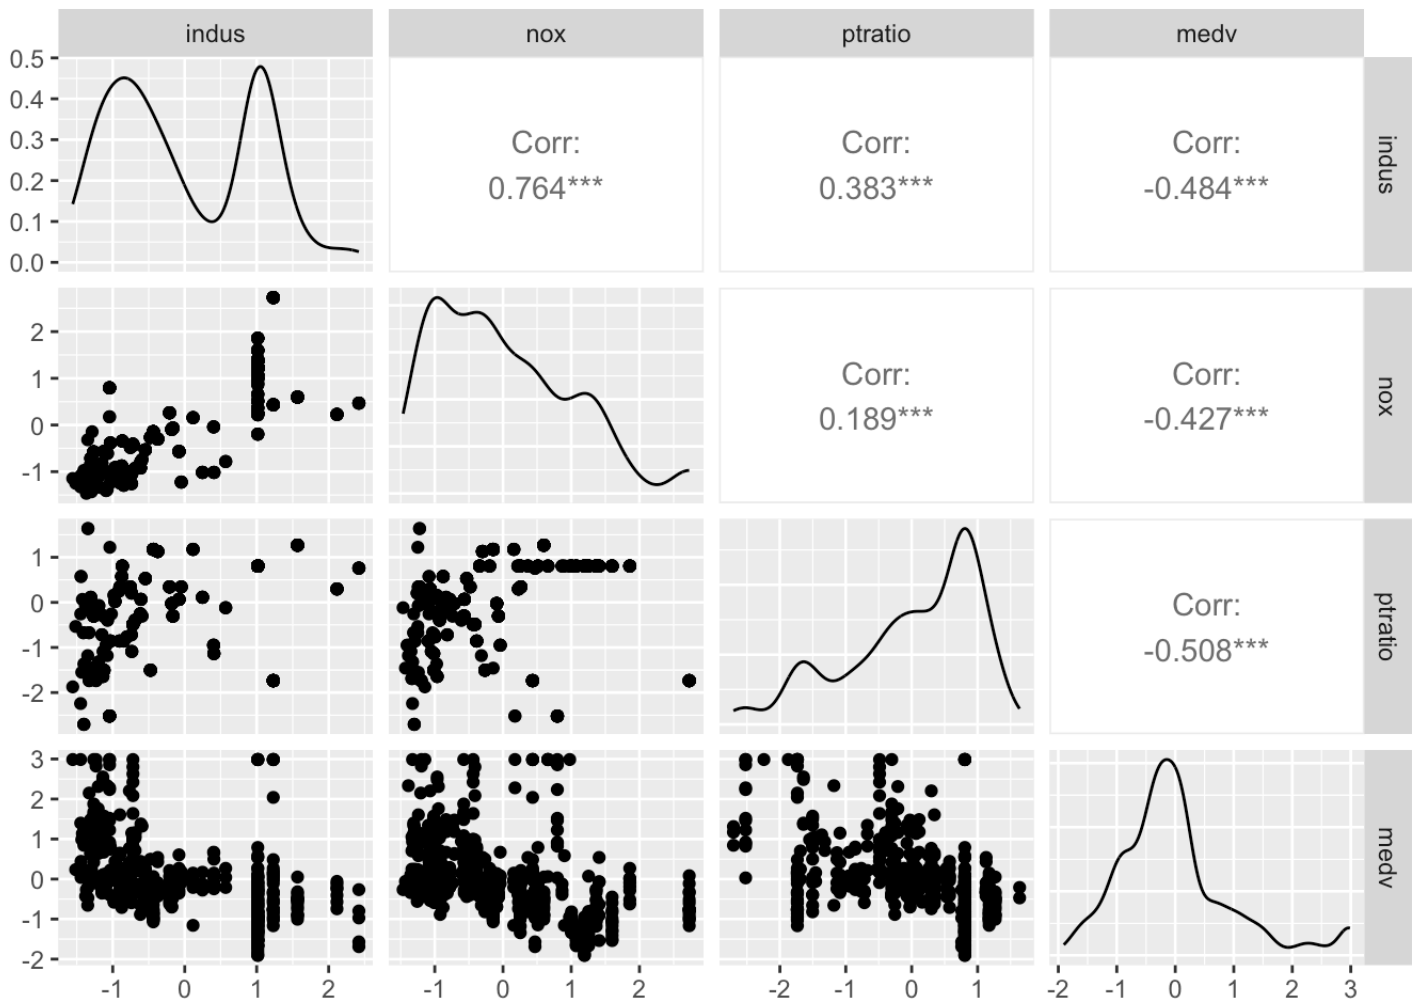 indus nox ptratio medv
0.5
0.4
0.3
0.2
0.1
0.0
Corr:
0.764***
Corr:
0.383***
Corr:
-0.484***
indus
2
1
0
-1
Corr:
0.189***
Corr:
-0.427***
nox
1
0
-1
-2
Corr:
-0.508***
ptratio
3
2
1
0
-1
-2
medv
-1 0 1 2
-1 0 1 2
-2 -1 0 1
-2 -1 0 1 2 3